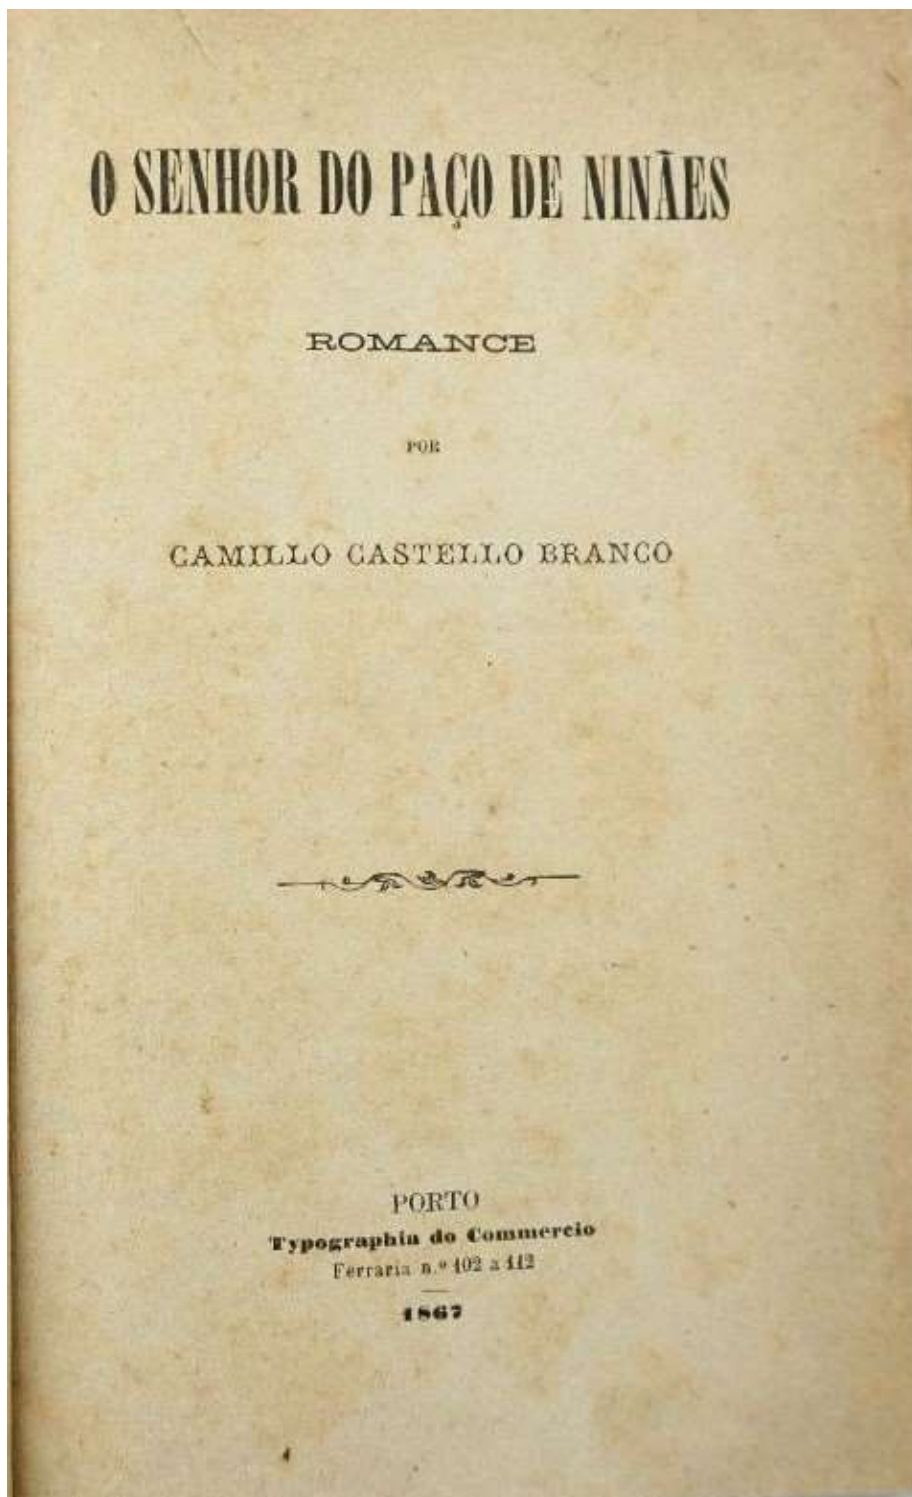 O SENHOR DO PAÇO DE NINÃES
ROMANCE
POR
CAMILLO CASTELLO BRANCO
PORTO
Typographia do Commercio
Ferraria n.º 102 a 112
1867